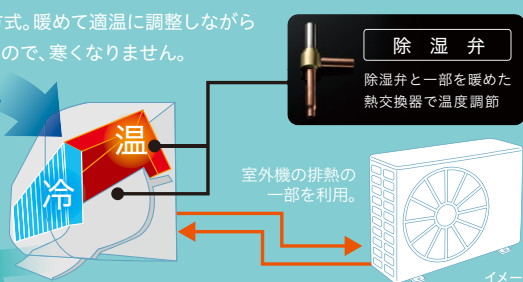 式。暖めて適温に調整しながら
ので、寒くなりません。
除湿弁
除湿弁と一部を暖めた
熱交換器で温度調節
温
冷
室外機の排熱の
一部を利用。
イメー